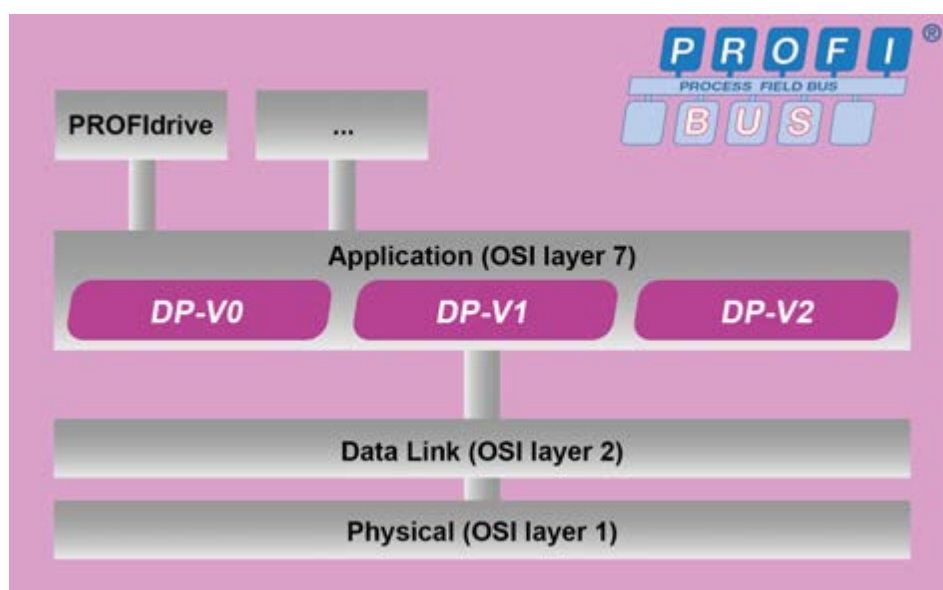 PROFI ®
PROCESS FIELD BUS
BUS
PROFIdrive
...
Application (OSI layer 7)
DP-V0
DP-V1
DP-V2
Data Link (OSI layer 2)
Physical (OSI layer 1)